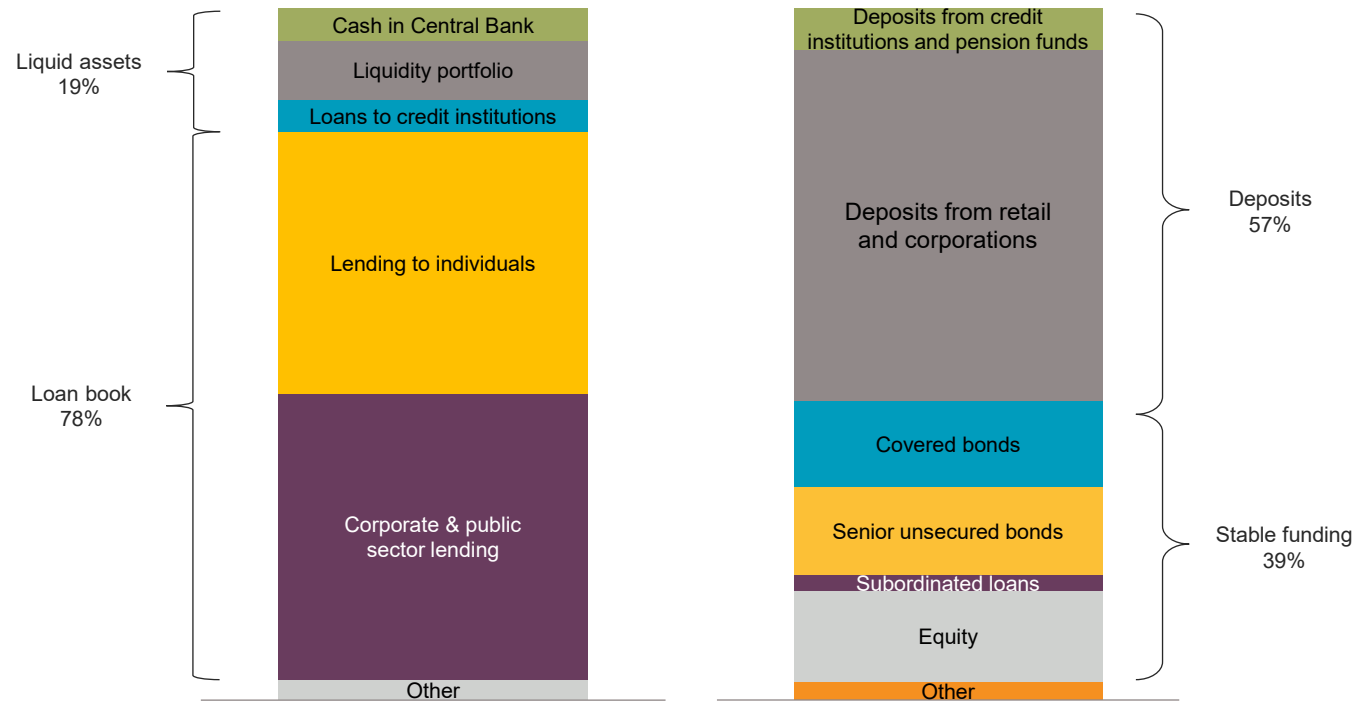 Liquid assets
19%
Loan book
78%
Cash in Central Bank
Liquidity portfolio
Loans to credit institutions
Lending to individuals
Corporate & public
sector lending
Other
Deposits from credit
institutions and pension funds
Deposits from retail
and corporations
Covered bonds
Senior unsecured bonds
Subordinated loans
Equity
Other
Deposits
57%
Stable funding
39%